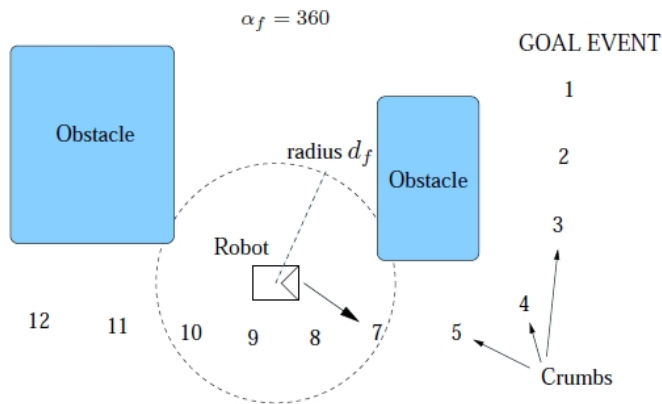 α_f = 360
GOAL EVENT
1
Obstacle
radius d_f
2
Obstacle
3
Robot
4
12
11
10
9
8
7
5
Crumbs